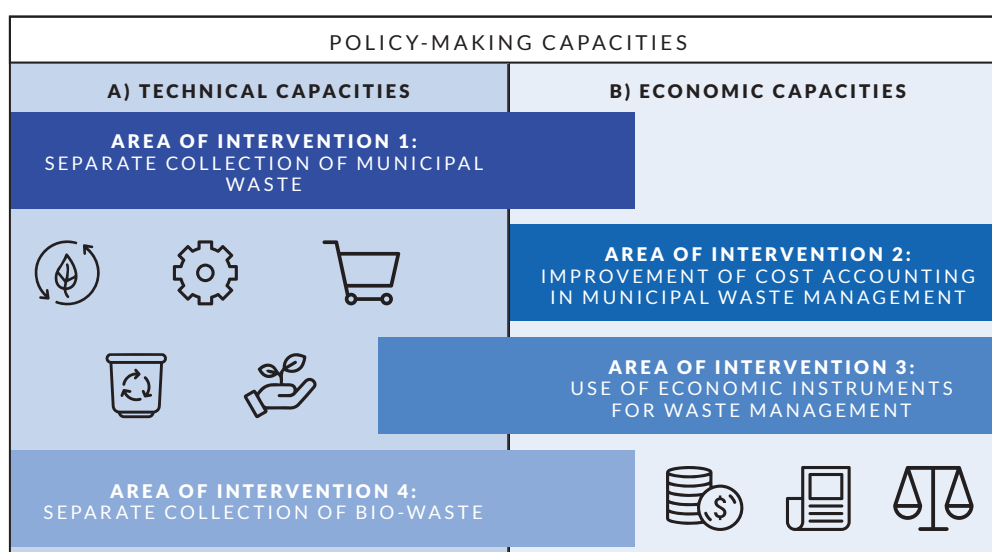 POLICY-MAKING CAPACITIES
A) TECHNICAL CAPACITIES
B) ECONOMIC CAPACITIES
AREA OF INTERVENTION 1:
SEPARATE COLLECTION OF MUNICIPAL
WASTE
AREA OF INTERVENTION 2:
IMPROVEMENT OF COST ACCOUNTING
IN MUNICIPAL WASTE MANAGEMENT
AREA OF INTERVENTION 3:
USE OF ECONOMIC INSTRUMENTS
FOR WASTE MANAGEMENT
AREA OF INTERVENTION 4:
SEPARATE COLLECTION OF BIO-WASTE
$